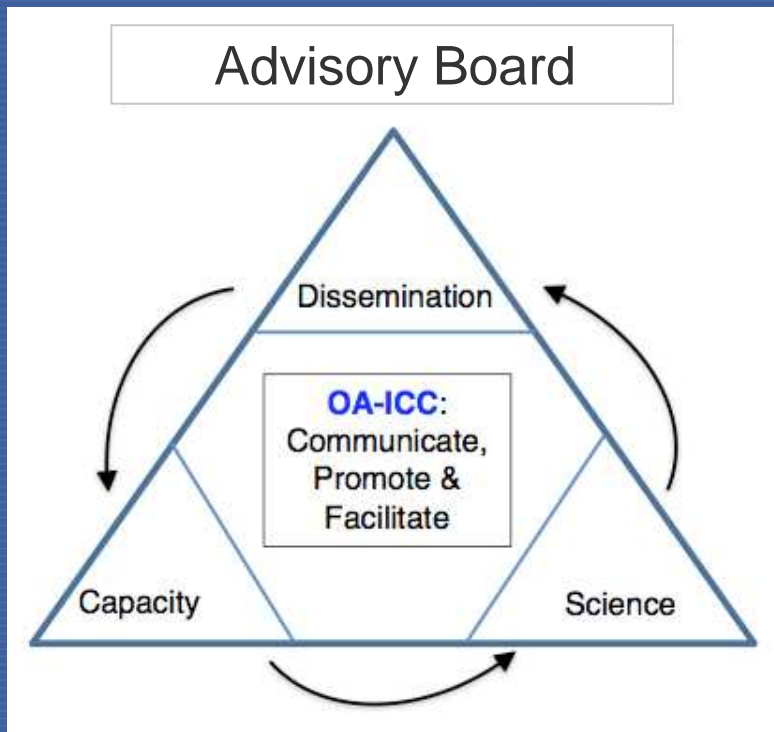 Advisory Board
Dissemination
OA-ICC:
Communicate,
Promote &
Facilitate
Capacity
Science